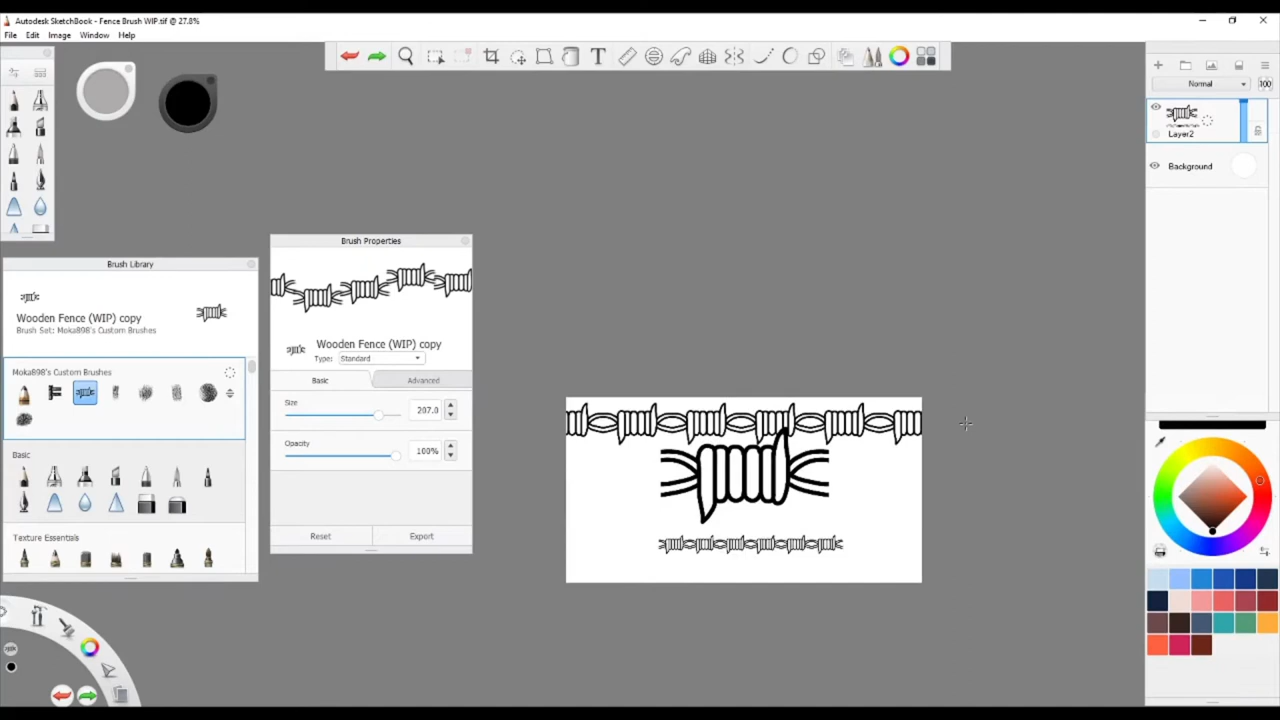 Autodesk SketchBook - Fence Brush WIP.tif @ 27.8%
File Edit Image Window Help
T
Normal
100
Layer2
Background
Brush Library
Wooden Fence (WIP) copy
Brush Set: Moka898's Custom Brushes
Moka898's Custom Brushes
Basic
Texture Essentials
Brush Properties
Wooden Fence (WIP) copy
Type: Standard
Basic Advanced
Size
207.0
Opacity
100%
Reset Export